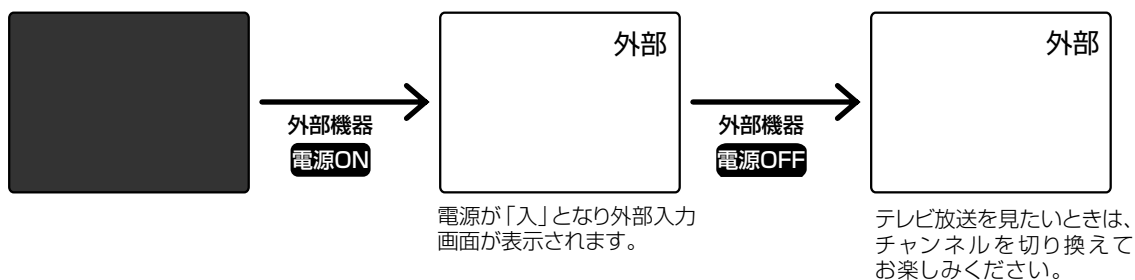 外部
外部
外部機器
電源ON
外部機器
電源OFF
電源が「入」となり外部入力
画面が表示されます。
テレビ放送を見たいときは、
チャンネルを切り換えて
お楽しみください。